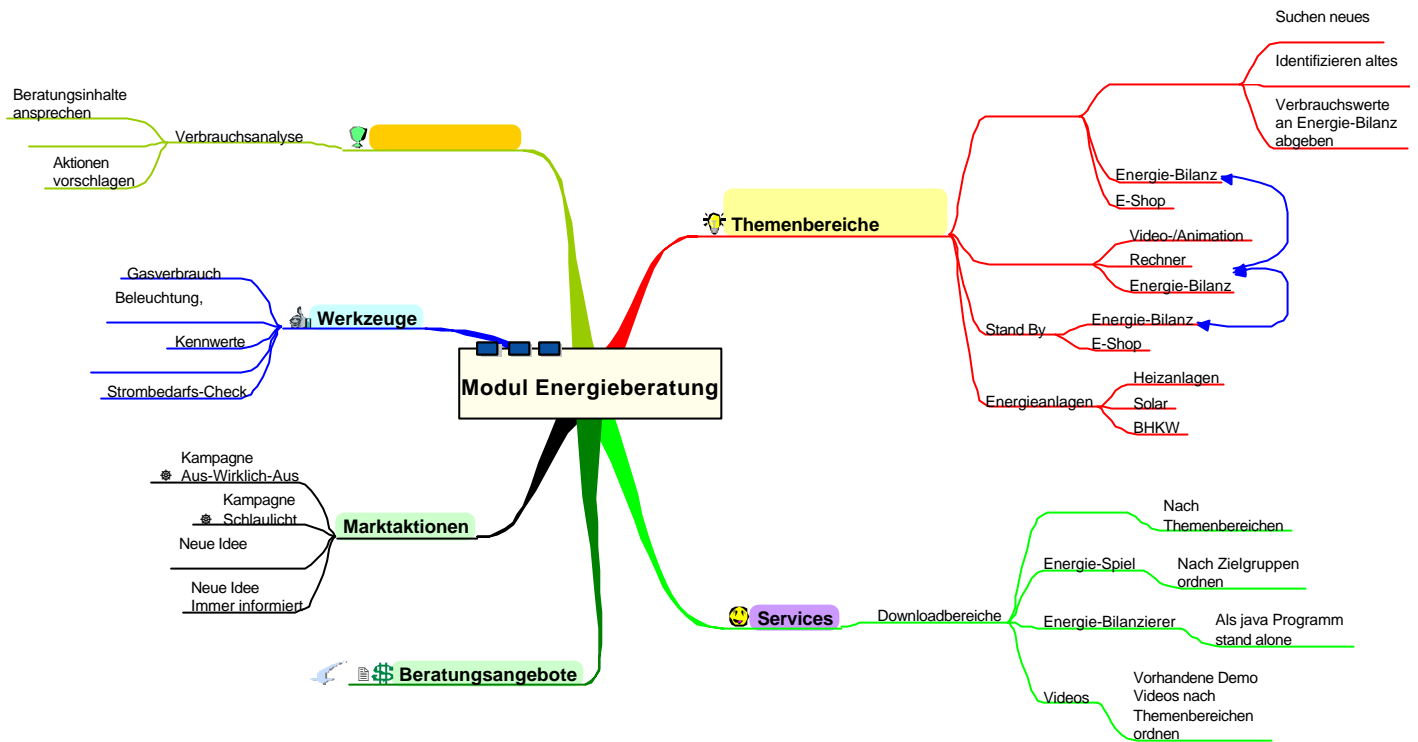 Modul Energieberatung
Themenbereiche
Suchen neues
Identifizieren altes
Verbrauchswerte
an Energie-Bilanz
abgeben
Energie-Bilanz
E-Shop
Video-/Animation
Rechner
Energie-Bilanz
Stand By
Energie-Bilanz
E-Shop
Energieanlagen
Heizanlagen
Solar
BHKW
Services
Downloadbereiche
Nach
Themenbereichen
Energie-Spiel
Nach Zielgruppen
ordnen
Energie-Bilanzierer
Als java Programm
stand alone
Videos
Vorhandene Demo
Videos nach
Themenbereichen
ordnen
Beratungsangebote
Marktaktionen
Kampagne
Aus-Wirklich-Aus
Kampagne
Schlaulicht
Neue Idee
Neue Idee
Immer informiert
Werkzeuge
Gasverbrauch
Beleuchtung,
Kennwerte
Strombedarfs-Check
Verbrauchsanalyse
Beratungsinhalte
ansprechen
Aktionen
vorschlagen